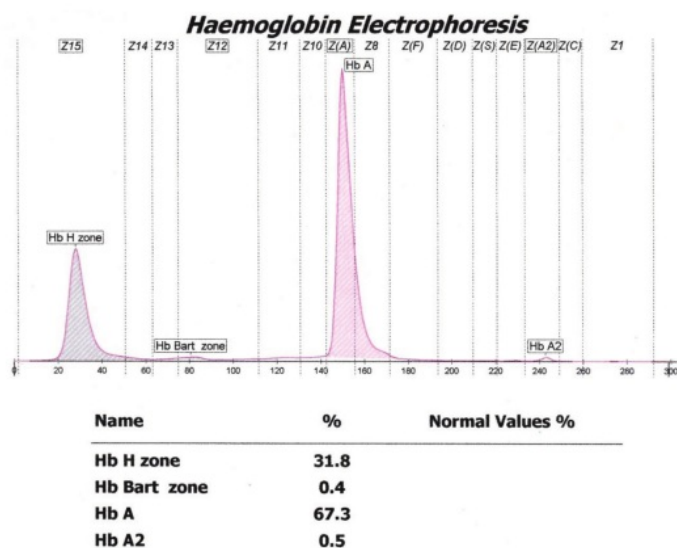 Haemoglobin Electrophoresis
Z15 Z14 Z13 Z12 Z11 Z10 Z(A) Z8 Z(F) Z(D) Z(S) Z(E) Z(A2) Z(C) Z1
Hb A
Hb H zone
Hb Bart zone
Hb A2
0 20 40 60 80 100 120 140 160 180 200 220 240 260 280 300
Name % Normal Values %
Hb H zone 31.8
Hb Bart zone 0.4
Hb A 67.3
Hb A2 0.5